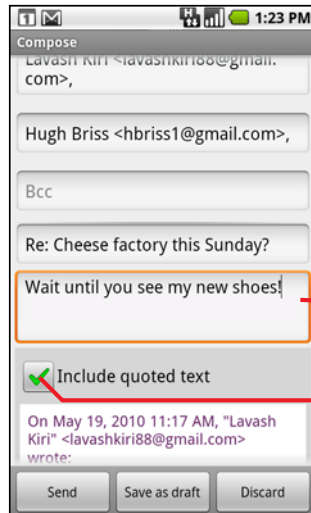 1 H 1:23 PM
Compose
Lavash Kiri <lavashkiri88@gmail.
com>,
Hugh Briss <hbriss1@gmail.com>,
Bcc
Re: Cheese factory this Sunday?
Wait until you see my new shoes!
Include quoted text
On May 19, 2010 11:17 AM, "Lavash
Kiri" <lavashkiri88@gmail.com>
wrote:
Send Save as draft Discard